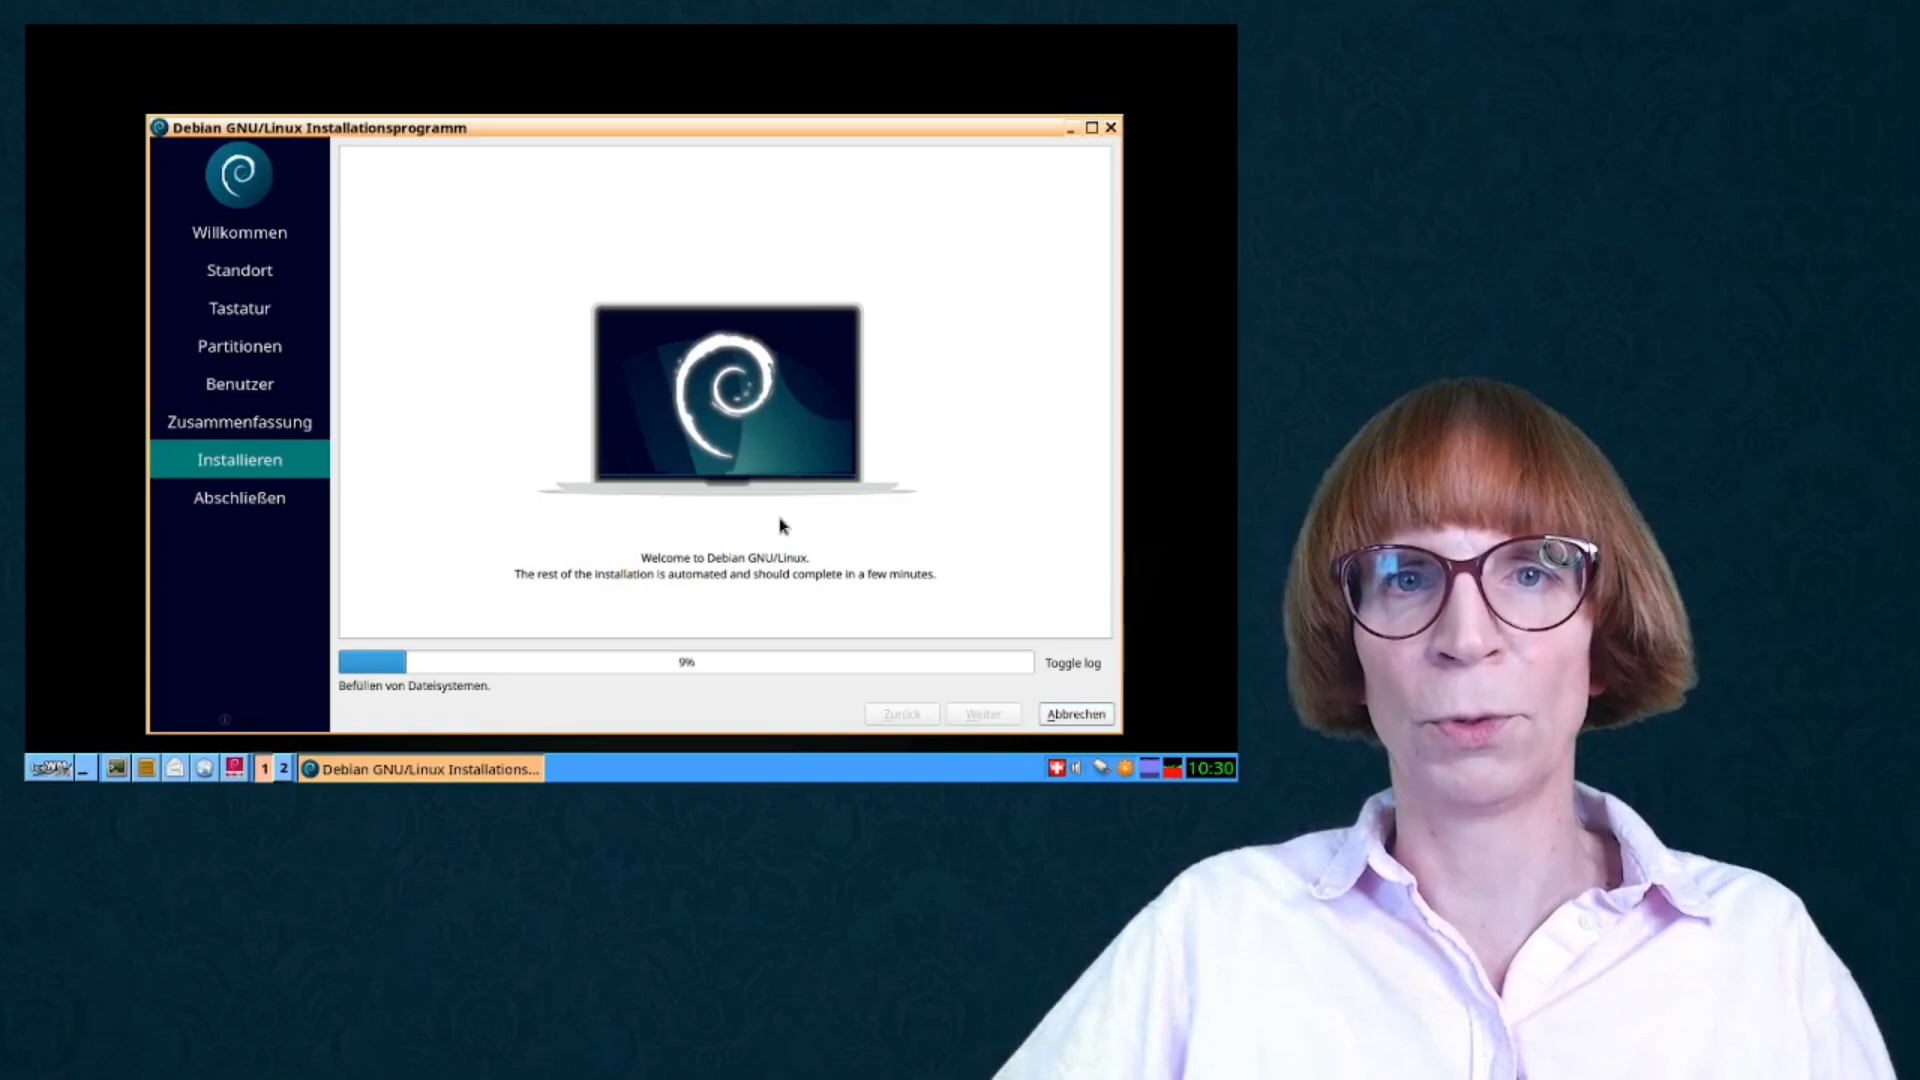 Debian GNU/Linux Installationsprogramm
Willkommen
Standort
Tastatur
Partitionen
Benutzer
Zusammenfassung
Installieren
Abschließen
Welcome to Debian GNU/Linux.
The rest of the installation is automated and should complete in a few minutes.
9%
Toggle log
Befüllen von Dateisystemen.
Zurück
Weiter
Abbrechen
1 2
Debian GNU/Linux Installations...
10:30